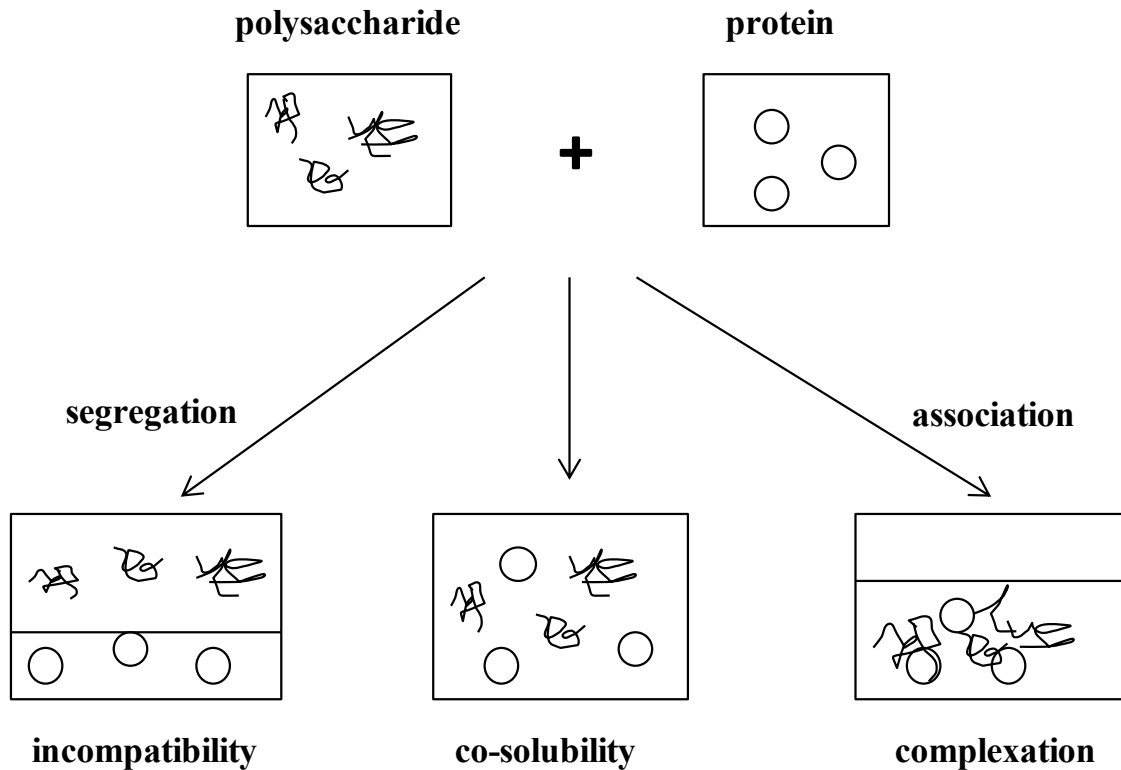 polysaccharide
protein
+
segregation
association
incompatibility
co-solubility
complexation